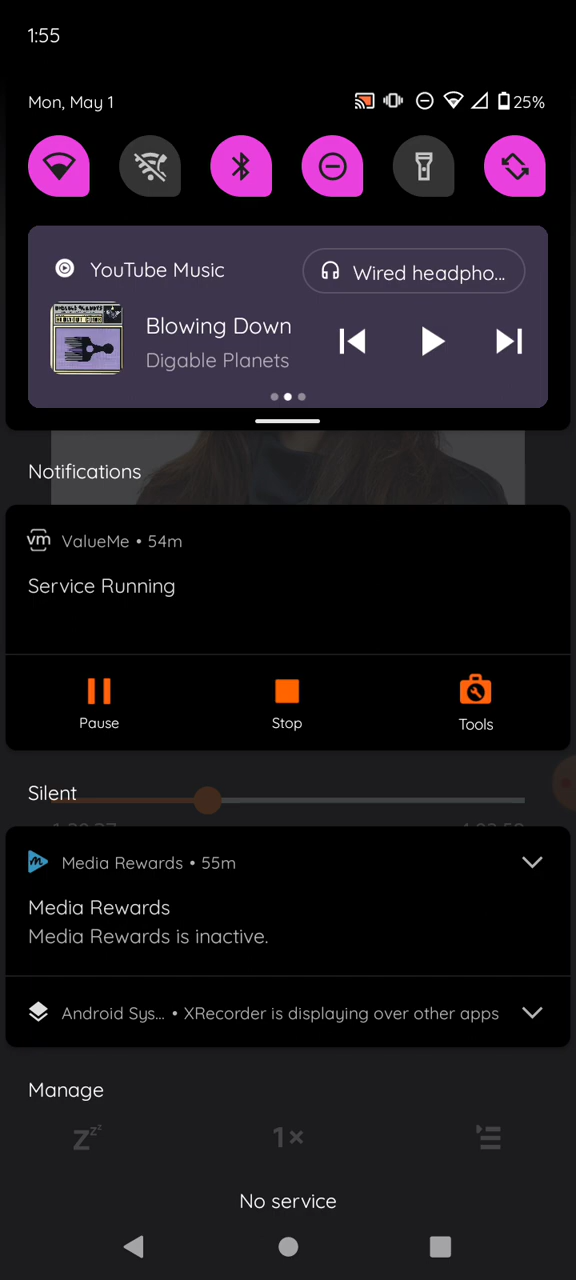 1:55
Mon, May 1
25%
YouTube Music
Wired headpho...
Blowing Down
Digable Planets
Notifications
vm ValueMe • 54m
Service Running
Pause
Stop
Tools
Silent
Media Rewards • 55m
Media Rewards
Media Rewards is inactive.
Android Sys... • XRecorder is displaying over other apps
Manage
Zzz
1×
No service